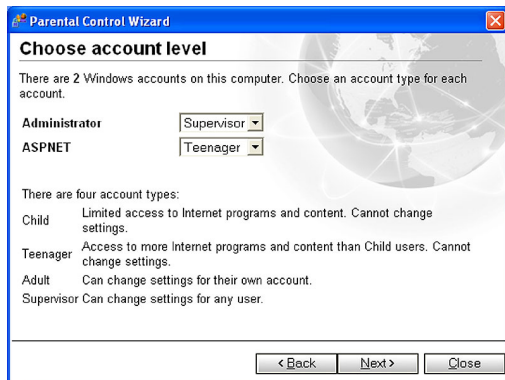 Parental Control Wizard
Choose account level
There are 2 Windows accounts on this computer. Choose an account type for each
account.
Administrator Supervisor
ASPNET Teenager
There are four account types:
Child Limited access to Internet programs and content. Cannot change
settings.
Teenager Access to more Internet programs and content than Child users. Cannot
change settings.
Adult Can change settings for their own account.
Supervisor Can change settings for any user.
< Back Next > Close